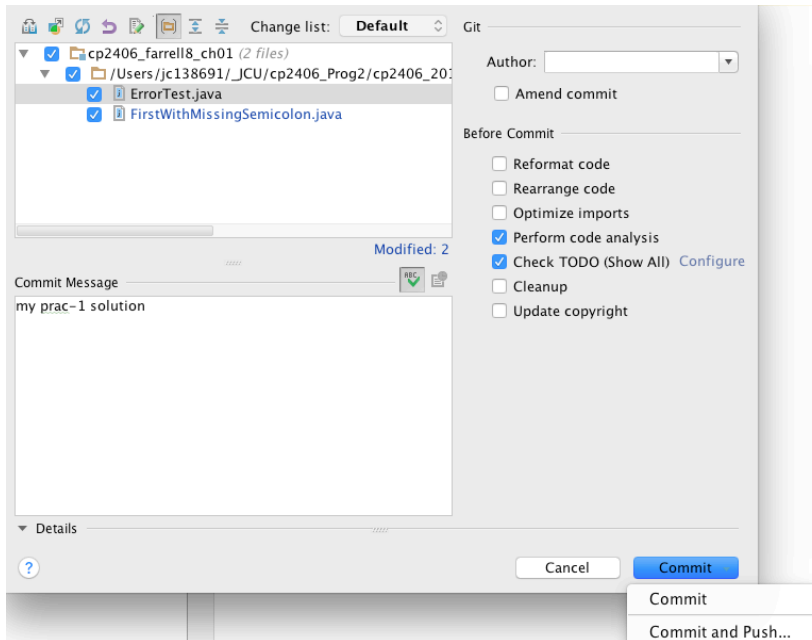 Change list: Default
cp2406_farrell8_ch01 (2 files)
/Users/jc138691/_JCU/cp2406_Prog2/cp2406_201
ErrorTest.java
FirstWithMissingSemicolon.java
Modified: 2
Commit Message
ABC
my prac-1 solution
Details
Git
Author:
Amend commit
Before Commit
Reformat code
Rearrange code
Optimize imports
Perform code analysis
Check TODO (Show All) Configure
Cleanup
Update copyright
?
Cancel
Commit
Commit
Commit and Push...